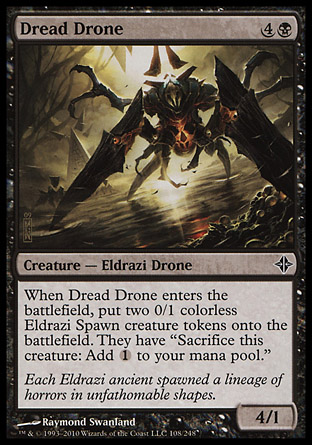 Dread Drone 4
Creature — Eldrazi Drone
When Dread Drone enters the
battlefield, put two 0/1 colorless
Eldrazi Spawn creature tokens onto the
battlefield. They have “Sacrifice this
creature: Add 1 to your mana pool.”
Each Eldrazi ancient spawned a lineage of
horrors in unfathomable shapes.
Raymond Swanland
™ & © 1993–2010 Wizards of the Coast LLC 108/248
4/1